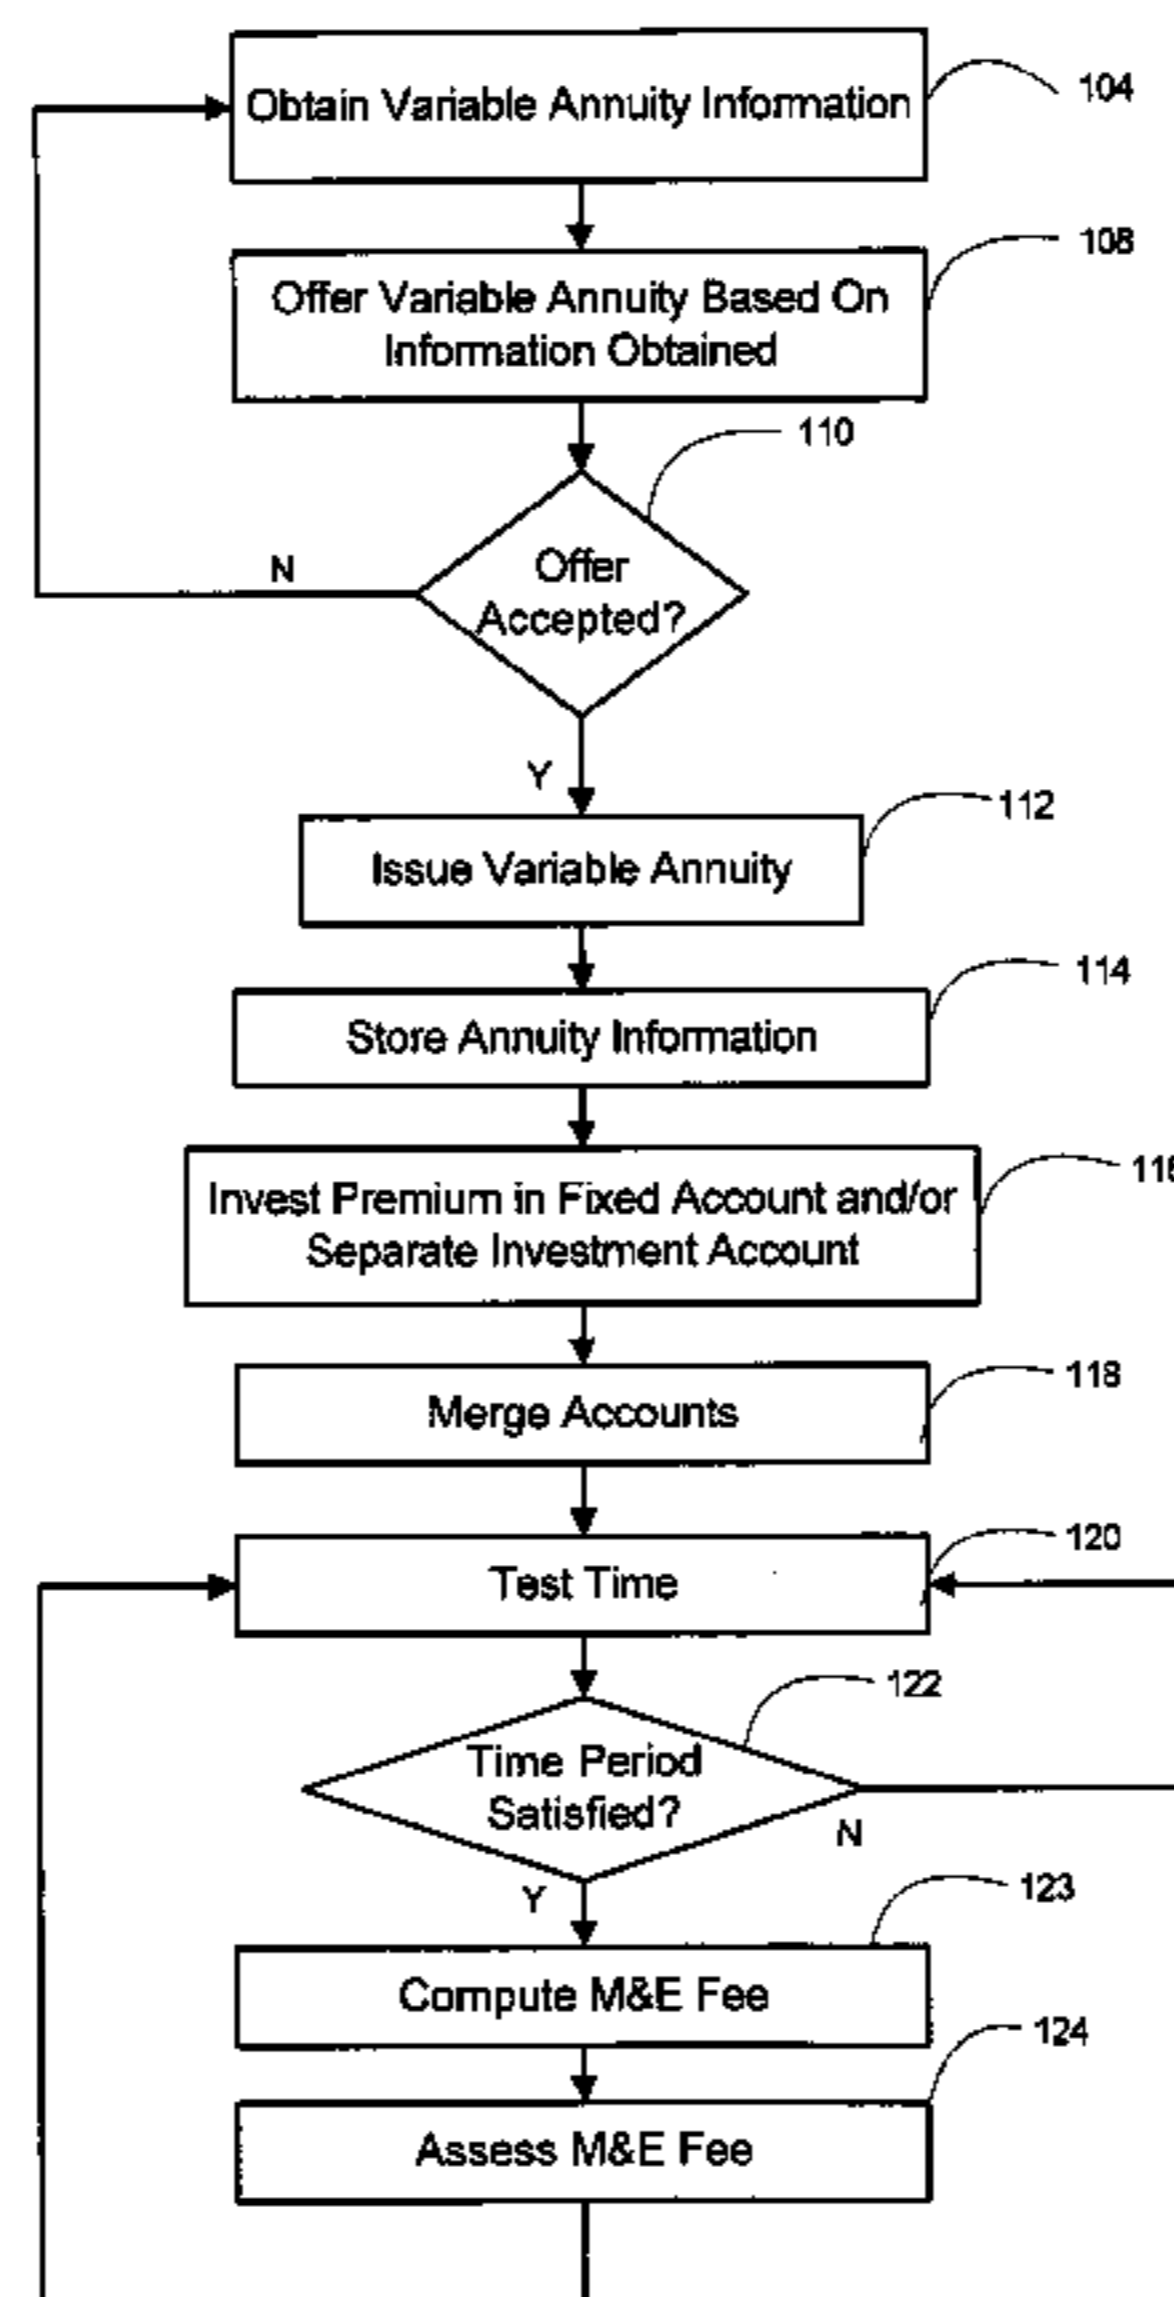 Obtain Variable Annuity Information
104
108
Offer Variable Annuity Based On
Information Obtained
110
Offer
Accepted?
N
Y
112
Issue Variable Annuity
114
Store Annuity Information
Invest Premium in Fixed Account and/or
Separate Investment Account
118
Merge Accounts
120
Test Time
122
Time Period
Satisfied?
N
Y
123
Compute M&E Fee
124
Assess M&E Fee